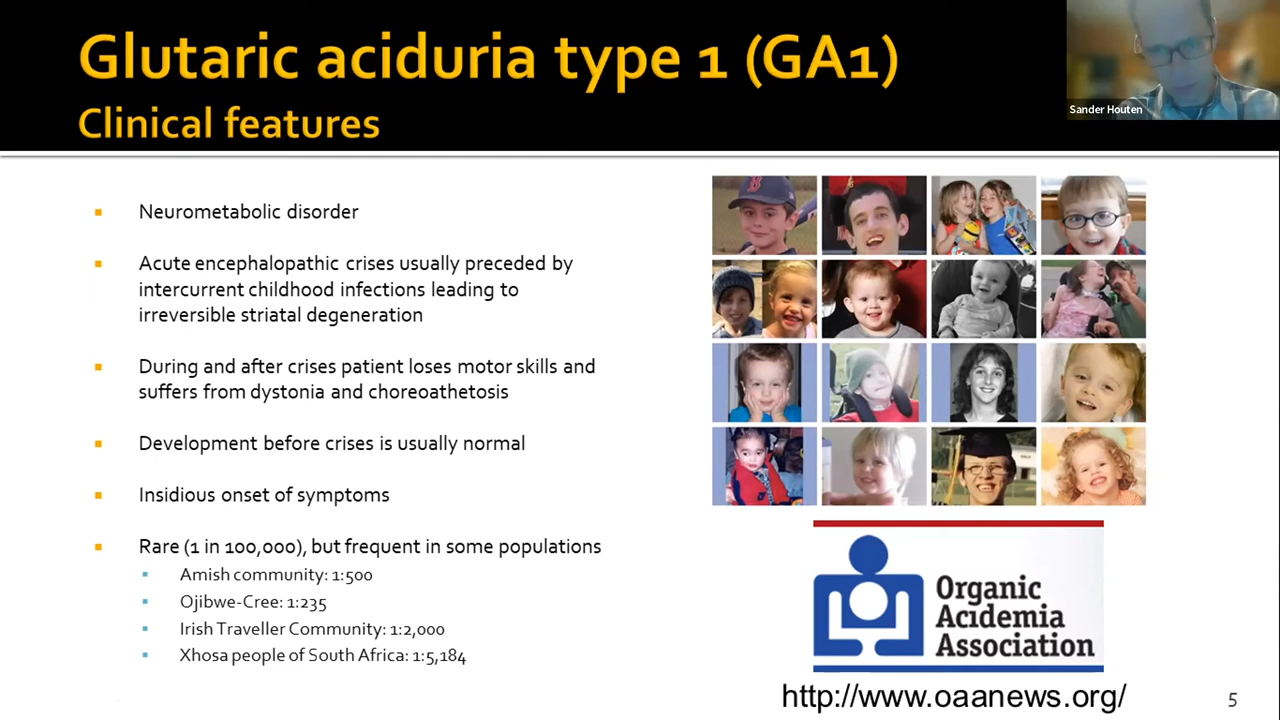 Glutaric aciduria type 1 (GA1)
Clinical features
Sander Houten
Neurometabolic disorder
Acute encephalopathic crises usually preceded by
intercurrent childhood infections leading to
irreversible striatal degeneration
During and after crises patient loses motor skills and
suffers from dystonia and choreoathetosis
Development before crises is usually normal
Insidious onset of symptoms
Rare (1 in 100,000), but frequent in some populations
Amish community: 1:500
Ojibwe-Cree: 1:235
Irish Traveller Community: 1:2,000
Xhosa people of South Africa: 1:5,184
Organic
Acidemia
Association
http://www.oaanews.org/
5